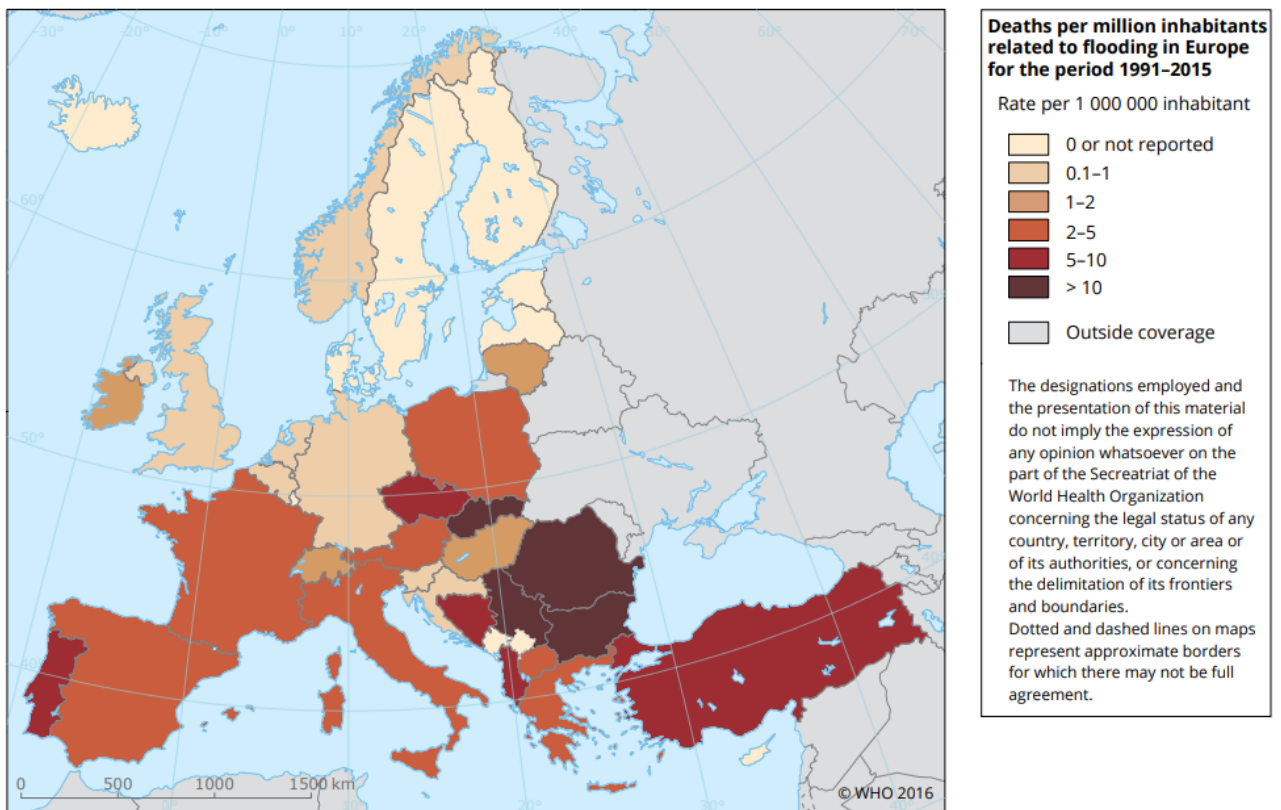 -30°
-20°
-10°
0°
10°
20°
30°
40°
50°
60°
70°
60°
50°
40°
40°
0
500
1000
1500 km
0°
10°
20°
30°
40°
© WHO 2016
Deaths per million inhabitants
related to flooding in Europe
for the period 1991–2015
Rate per 1 000 000 inhabitant
0 or not reported
0.1–1
1–2
2–5
5–10
> 10
Outside coverage
The designations employed and
the presentation of this material
do not imply the expression of
any opinion whatsoever on the
part of the Secreatriat of the
World Health Organization
concerning the legal status of any
country, territory, city or area or
of its authorities, or concerning
the delimitation of its frontiers
and boundaries.
Dotted and dashed lines on maps
represent approximate borders
for which there may not be full
agreement.